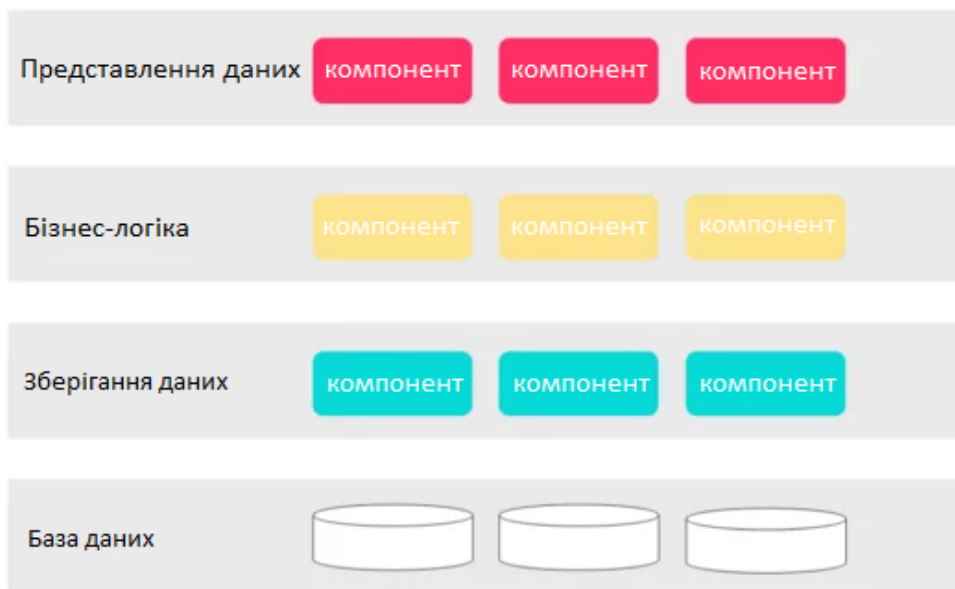 Представлення даних компонент компонент компонент
Бізнес-логіка компонент компонент компонент
Зберігання даних компонент компонент компонент
База даних